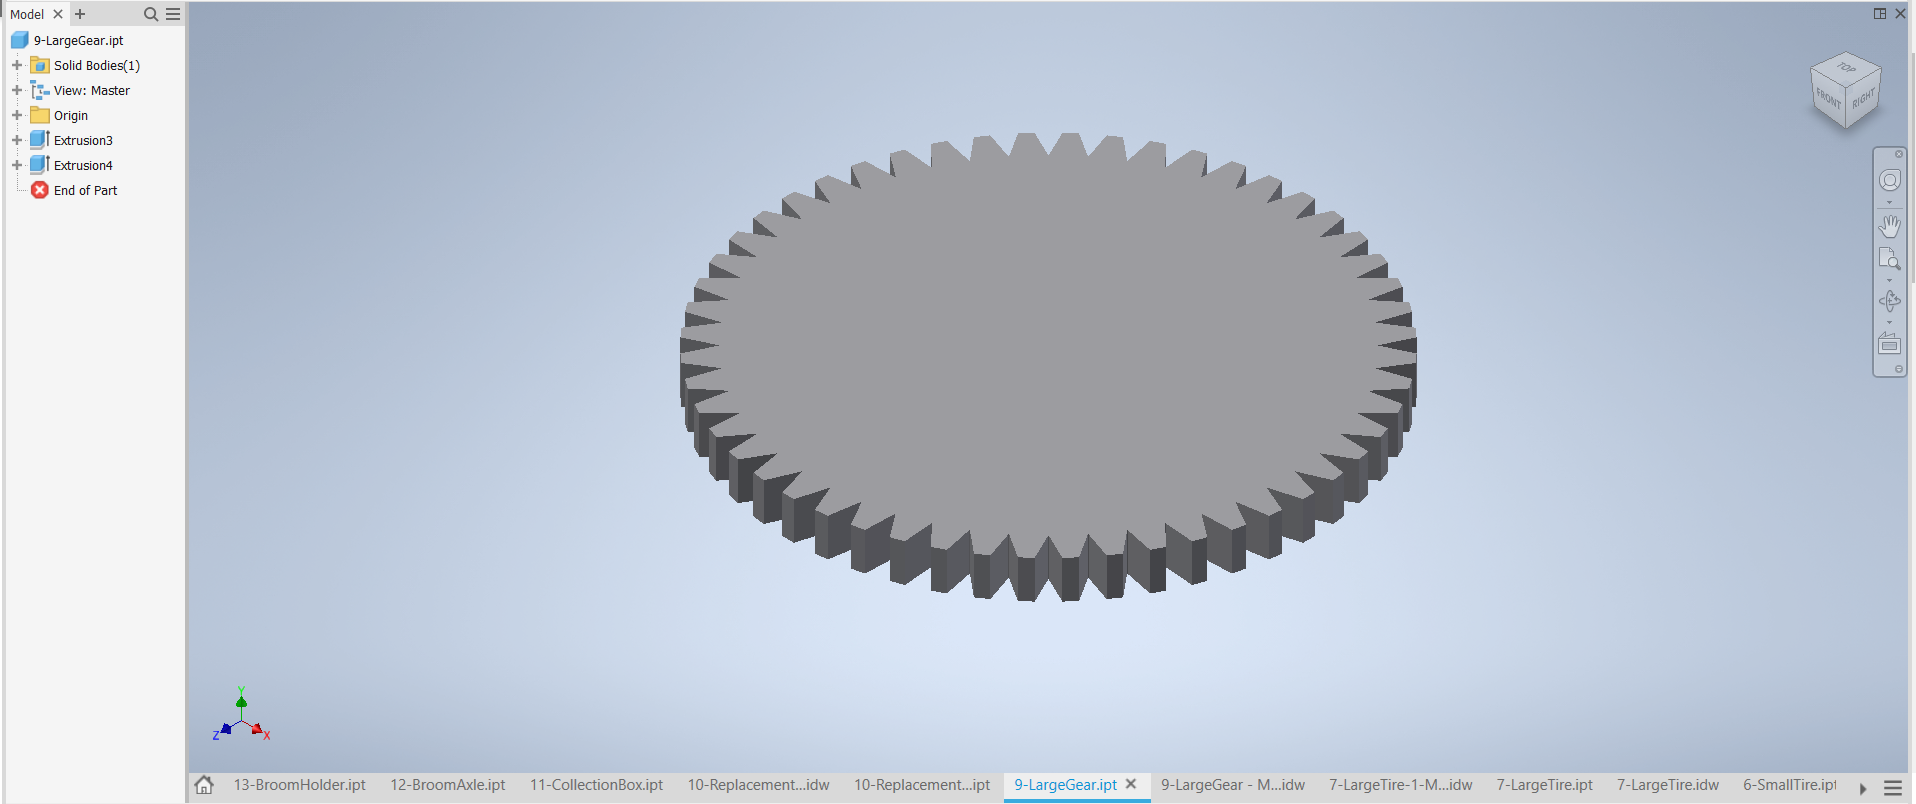 Model
9-LargeGear.ipt
Solid Bodies(1)
View: Master
Origin
Extrusion3
Extrusion4
End of Part
TOP
FRONT
RIGHT
Y
Z
X
13-BroomHolder.ipt
12-BroomAxle.ipt
11-CollectionBox.ipt
10-Replacement...idw
10-Replacement...ipt
9-LargeGear.ipt
9-LargeGear - M...idw
7-LargeTire-1-M...idw
7-LargeTire.ipt
7-LargeTire.idw
6-SmallTire.ipt